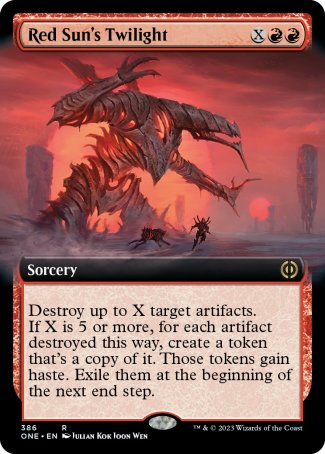 Red Sun's Twilight X
Sorcery
Destroy up to X target artifacts.
If X is 5 or more, for each artifact
destroyed this way, create a token
that's a copy of it. Those tokens gain
haste. Exile them at the beginning of
the next end step.
386 R
ONE • EN Julian Kok Joon Wen ™ & © 2023 Wizards of the Coast